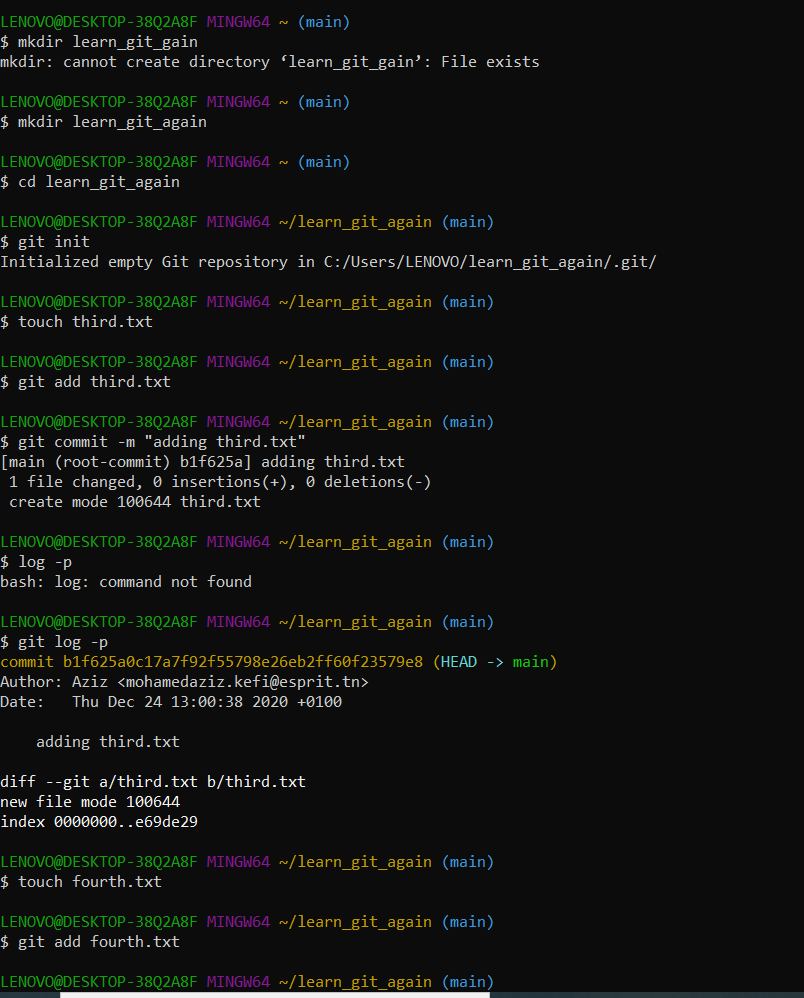 LENOVO@DESKTOP-38Q2A8F MINGW64 ~ (main)
$ mkdir learn_git_gain
mkdir: cannot create directory ‘learn_git_gain’: File exists
LENOVO@DESKTOP-38Q2A8F MINGW64 ~ (main)
$ mkdir learn_git_again
LENOVO@DESKTOP-38Q2A8F MINGW64 ~ (main)
$ cd learn_git_again
LENOVO@DESKTOP-38Q2A8F MINGW64 ~/learn_git_again (main)
$ git init
Initialized empty Git repository in C:/Users/LENOVO/learn_git_again/.git/
LENOVO@DESKTOP-38Q2A8F MINGW64 ~/learn_git_again (main)
$ touch third.txt
LENOVO@DESKTOP-38Q2A8F MINGW64 ~/learn_git_again (main)
$ git add third.txt
LENOVO@DESKTOP-38Q2A8F MINGW64 ~/learn_git_again (main)
$ git commit -m "adding third.txt"
[main (root-commit) b1f625a] adding third.txt
 1 file changed, 0 insertions(+), 0 deletions(-)
 create mode 100644 third.txt
LENOVO@DESKTOP-38Q2A8F MINGW64 ~/learn_git_again (main)
$ log -p
bash: log: command not found
LENOVO@DESKTOP-38Q2A8F MINGW64 ~/learn_git_again (main)
$ git log -p
commit b1f625a0c17a7f92f55798e26eb2ff60f23579e8 (HEAD -> main)
Author: Aziz <mohamedaziz.kefi@esprit.tn>
Date:   Thu Dec 24 13:00:38 2020 +0100
    adding third.txt
diff --git a/third.txt b/third.txt
new file mode 100644
index 0000000..e69de29
LENOVO@DESKTOP-38Q2A8F MINGW64 ~/learn_git_again (main)
$ touch fourth.txt
LENOVO@DESKTOP-38Q2A8F MINGW64 ~/learn_git_again (main)
$ git add fourth.txt
LENOVO@DESKTOP-38Q2A8F MINGW64 ~/learn_git_again (main)